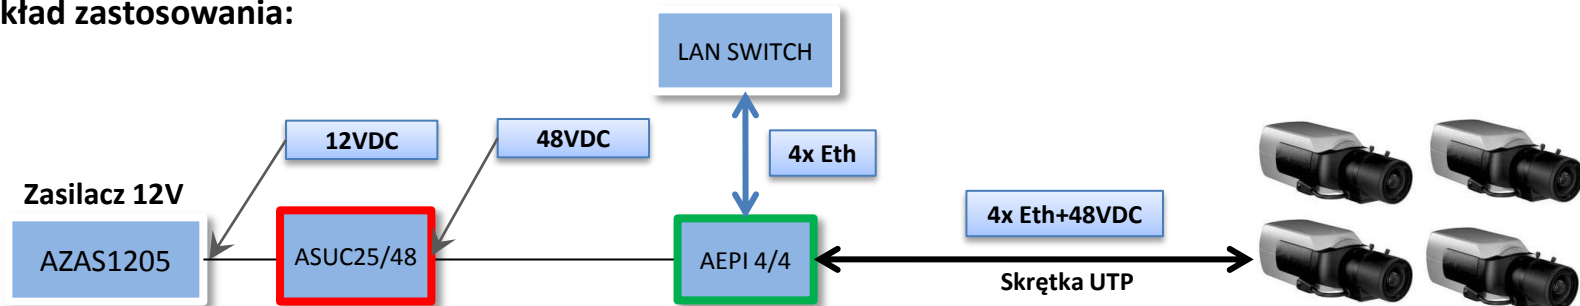 kład zastosowania:
LAN SWITCH
12VDC
48VDC
4x Eth
Zasilacz 12V
4x Eth+48VDC
AZAS1205
ASUC25/48
AEPI 4/4
Skrętka UTP